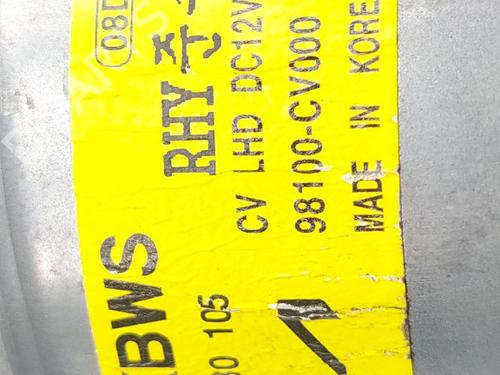 08D
RHY
CV LHD DC12V
98100-CV000
MADE IN KORE
KBWS
30 105